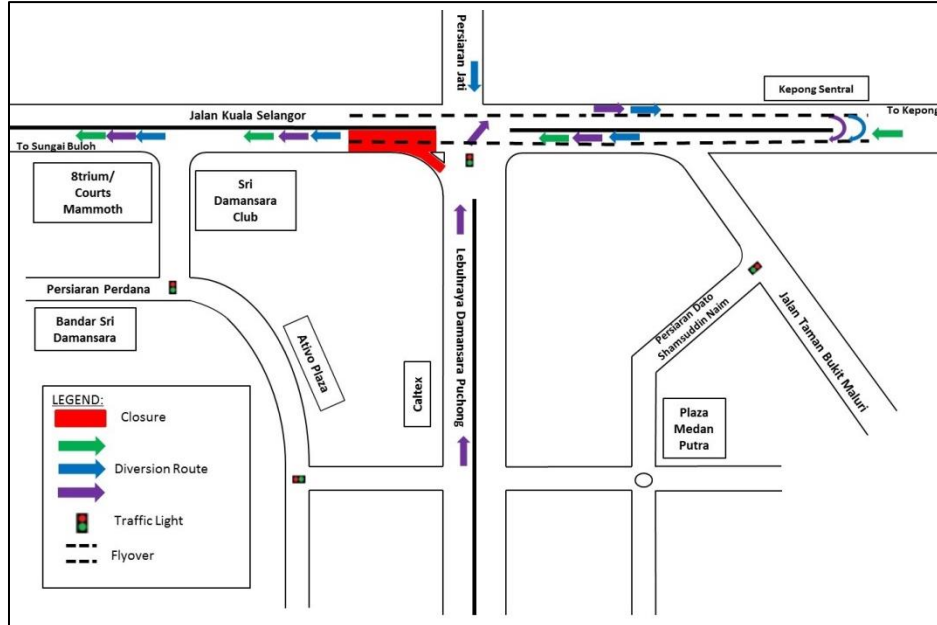 Persiaran Jati
Kepong Sentral
To Kepong
Jalan Kuala Selangor
To Sungai Buloh
8trium/
Courts
Mammoth
Sri
Damansara
Club
Persiaran Perdana
Bandar Sri
Damansara
Ativo Plaza
Caltex
Lebuhraya Damansara Puchong
Persiaran Dato
Shamsuddin Naim
Jalan Taman Bukit Maluri
Plaza
Medan
Putra
LEGEND:
Closure
Diversion Route
Traffic Light
Flyover